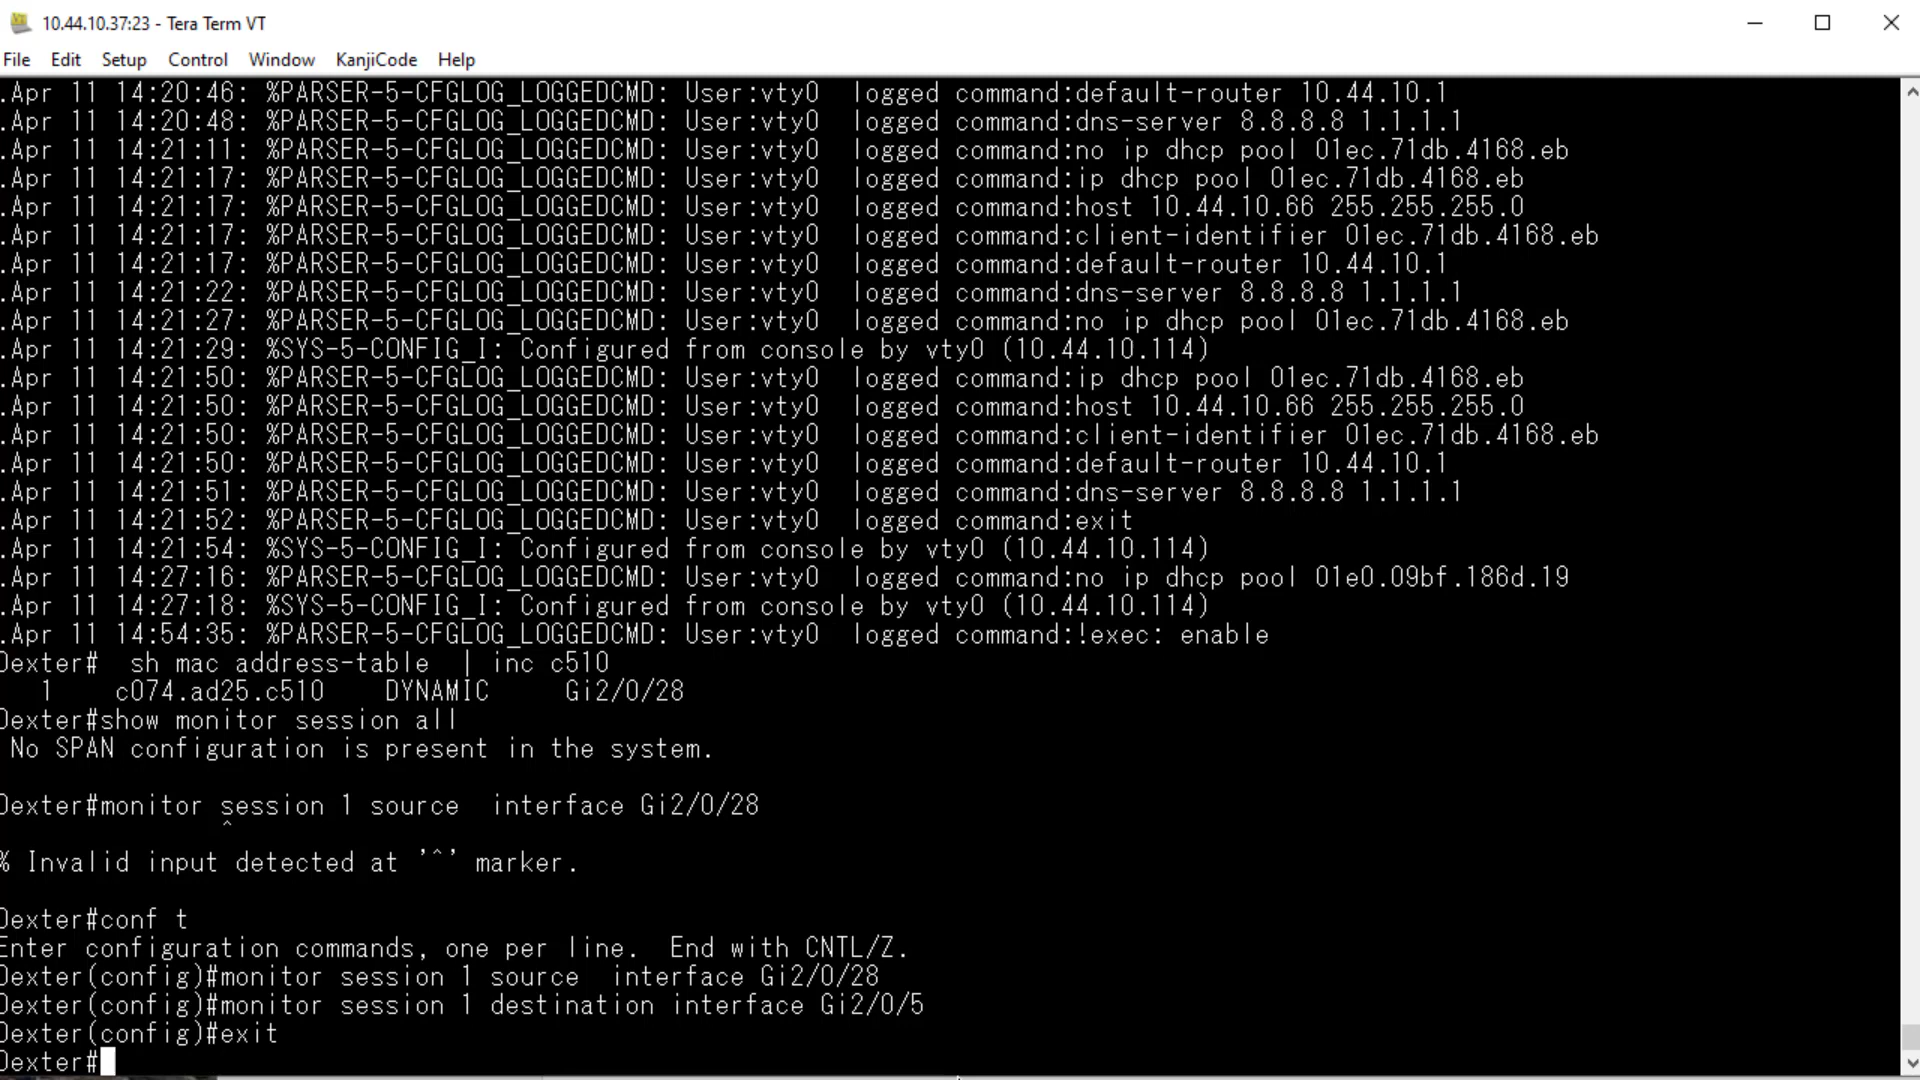 10.44.10.37:23 - Tera Term VT
File Edit Setup Control Window KanjiCode Help
.Apr 11 14:20:46: %PARSER-5-CFGLOG_LOGGEDCMD: User:vty0  logged command:default-router 10.44.10.1
.Apr 11 14:20:48: %PARSER-5-CFGLOG_LOGGEDCMD: User:vty0  logged command:dns-server 8.8.8.8 1.1.1.1
.Apr 11 14:21:11: %PARSER-5-CFGLOG_LOGGEDCMD: User:vty0  logged command:no ip dhcp pool 01ec.71db.4168.eb
.Apr 11 14:21:17: %PARSER-5-CFGLOG_LOGGEDCMD: User:vty0  logged command:ip dhcp pool 01ec.71db.4168.eb
.Apr 11 14:21:17: %PARSER-5-CFGLOG_LOGGEDCMD: User:vty0  logged command:host 10.44.10.66 255.255.255.0
.Apr 11 14:21:17: %PARSER-5-CFGLOG_LOGGEDCMD: User:vty0  logged command:client-identifier 01ec.71db.4168.eb
.Apr 11 14:21:17: %PARSER-5-CFGLOG_LOGGEDCMD: User:vty0  logged command:default-router 10.44.10.1
.Apr 11 14:21:22: %PARSER-5-CFGLOG_LOGGEDCMD: User:vty0  logged command:dns-server 8.8.8.8 1.1.1.1
.Apr 11 14:21:27: %PARSER-5-CFGLOG_LOGGEDCMD: User:vty0  logged command:no ip dhcp pool 01ec.71db.4168.eb
.Apr 11 14:21:29: %SYS-5-CONFIG_I: Configured from console by vty0 (10.44.10.114)
.Apr 11 14:21:50: %PARSER-5-CFGLOG_LOGGEDCMD: User:vty0  logged command:ip dhcp pool 01ec.71db.4168.eb
.Apr 11 14:21:50: %PARSER-5-CFGLOG_LOGGEDCMD: User:vty0  logged command:host 10.44.10.66 255.255.255.0
.Apr 11 14:21:50: %PARSER-5-CFGLOG_LOGGEDCMD: User:vty0  logged command:client-identifier 01ec.71db.4168.eb
.Apr 11 14:21:50: %PARSER-5-CFGLOG_LOGGEDCMD: User:vty0  logged command:default-router 10.44.10.1
.Apr 11 14:21:51: %PARSER-5-CFGLOG_LOGGEDCMD: User:vty0  logged command:dns-server 8.8.8.8 1.1.1.1
.Apr 11 14:21:52: %PARSER-5-CFGLOG_LOGGEDCMD: User:vty0  logged command:exit
.Apr 11 14:21:54: %SYS-5-CONFIG_I: Configured from console by vty0 (10.44.10.114)
.Apr 11 14:27:16: %PARSER-5-CFGLOG_LOGGEDCMD: User:vty0  logged command:no ip dhcp pool 01e0.09bf.186d.19
.Apr 11 14:27:18: %SYS-5-CONFIG_I: Configured from console by vty0 (10.44.10.114)
.Apr 11 14:54:35: %PARSER-5-CFGLOG_LOGGEDCMD: User:vty0  logged command:!exec: enable
Dexter#  sh mac address-table  | inc c510
   1    c074.ad25.c510    DYNAMIC     Gi2/0/28
Dexter#show monitor session all
 No SPAN configuration is present in the system.
Dexter#monitor session 1 source  interface Gi2/0/28
               ^
% Invalid input detected at '^' marker.
Dexter#conf t
Enter configuration commands, one per line.  End with CNTL/Z.
Dexter(config)#monitor session 1 source  interface Gi2/0/28
Dexter(config)#monitor session 1 destination interface Gi2/0/5
Dexter(config)#exit
Dexter#